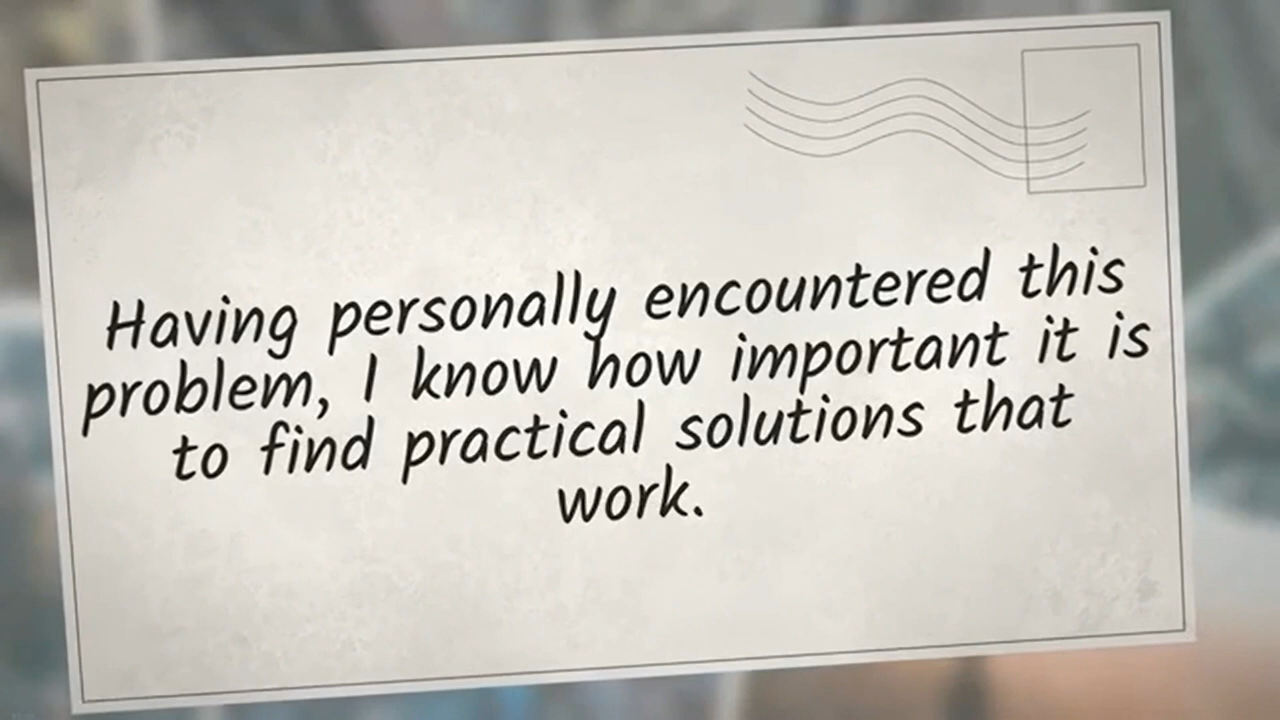 Having personally encountered this
problem, I know how important it is
to find practical solutions that
work.